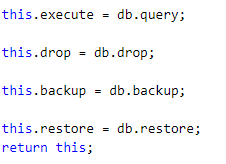 this.execute = db.query;
this.drop = db.drop;
this.backup = db.backup;
this.restore = db.restore;
return this;